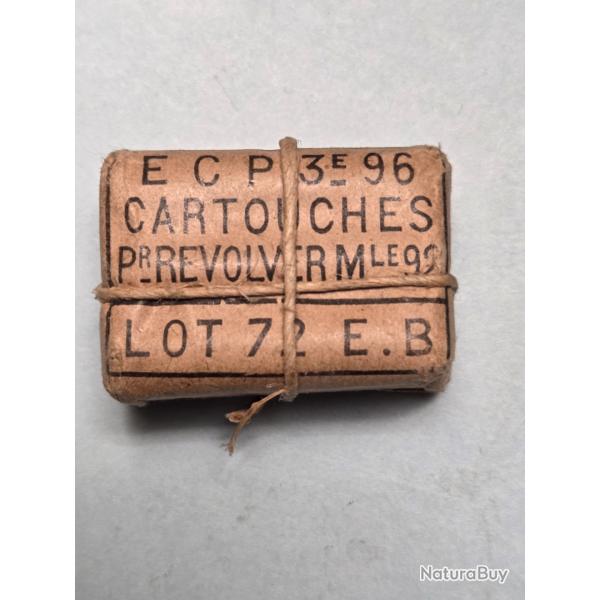 E C P 3E 96
CARTOUCHES
PR REVOLVER MLE 92
LOT 72 E.B
NaturaBuy